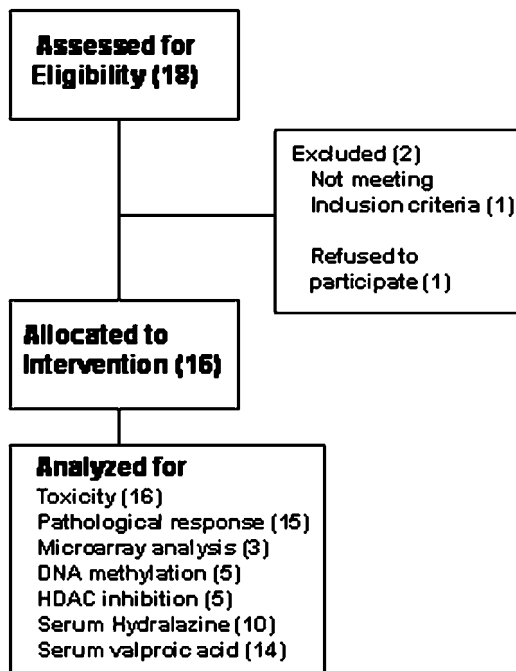 Assessed for
Eligibility (18)
Excluded (2)
Not meeting
Inclusion criteria (1)
Refused to
participate (1)
Allocated to
Intervention (16)
Analyzed for
Toxicity (16)
Pathological response (15)
Microarray analysis (3)
DNA methylation (5)
HDAC inhibition (5)
Serum Hydralazine (10)
Serum valproic acid (14)